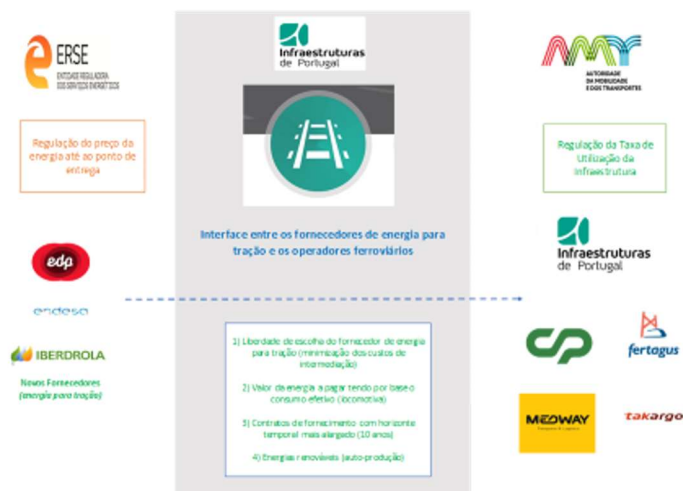 ERSE
ENTIDADE REGULADORA
DOS SERVIÇOS ENERGÉTICOS
Regulação do preço da
energia até ao ponto de
entrega
edp
endesa
IBERDROLA
Novos Fornecedores
(energia para tração)
Infraestruturas
de Portugal
Interface entre os fornecedores de energia para
tração e os operadores ferroviários
1) Liberdade de escolha do fornecedor de energia
para tração (minimização dos custos de
intermediação)
2) Valor da energia a pagar tendo por base o
consumo efetivo (locomotiva)
3) Contratos de fornecimento com horizonte
temporal mais alargado (10 anos)
4) Energias renováveis (auto-produção)
AMT
AUTORIDADE
DA MOBILIDADE
E DOS TRANSPORTES
Regulação da Taxa de
Utilização da
Infraestrutura
Infraestruturas
de Portugal
CP
fertagus
MEDWAY
takargo